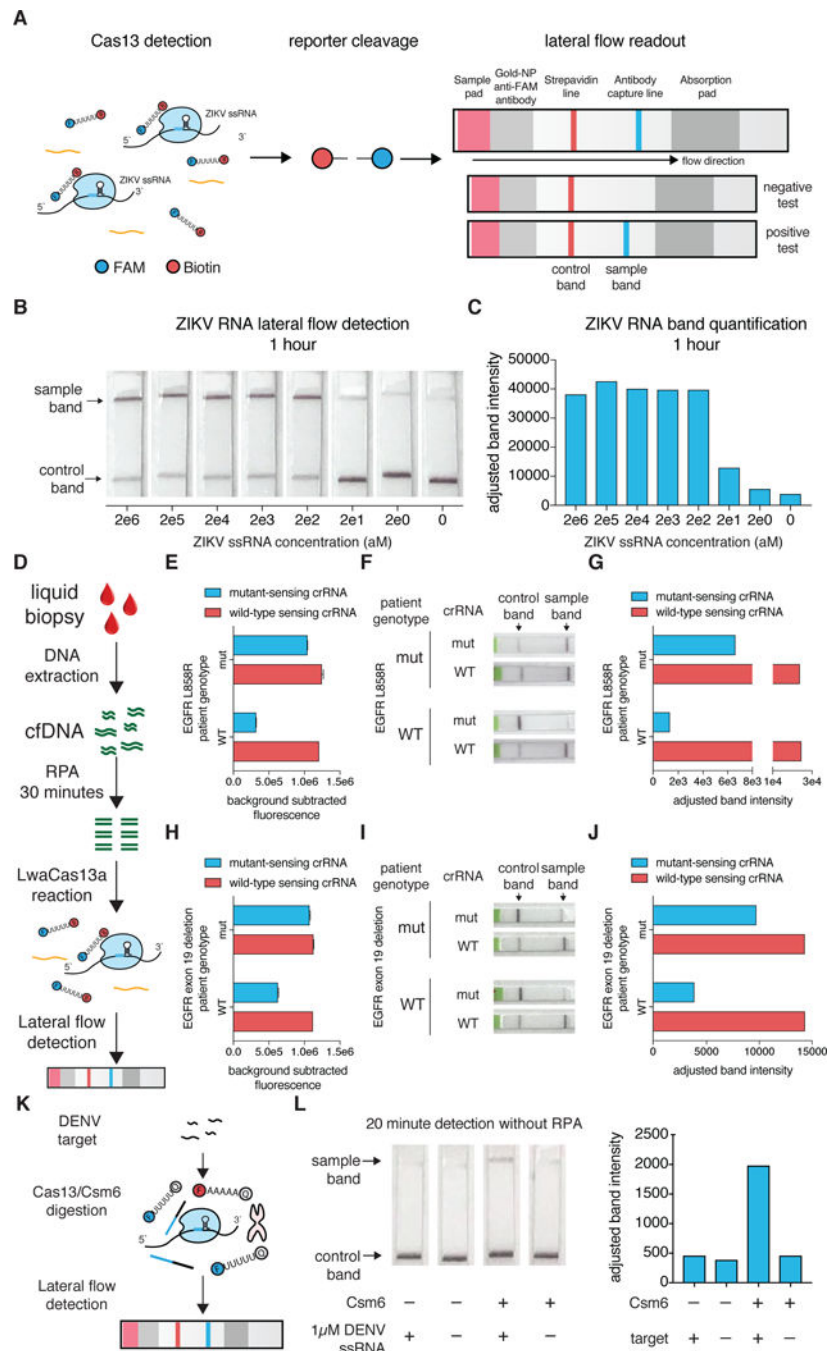 A
Cas13 detection
reporter cleavage
lateral flow readout
Sample pad
Gold-NP anti-FAM antibody
Strepavidin line
Antibody capture line
Absorption pad
ZIKV ssRNA
5`
3`
ZIKV ssRNA
5`
3`
flow direction
negative test
positive test
control band
sample band
FAM
Biotin
B
ZIKV RNA lateral flow detection
1 hour
sample band
control band
2e6 2e5 2e4 2e3 2e2 2e1 2e0 0
ZIKV ssRNA concentration (aM)
C
ZIKV RNA band quantification
1 hour
adjusted band intensity
50000
40000
30000
20000
10000
0
2e6 2e5 2e4 2e3 2e2 2e1 2e0 0
ZIKV ssRNA concentration (aM)
D
liquid biopsy
DNA extraction
cfDNA
RPA
30 minutes
LwaCas13a reaction
5`
3`
Lateral flow detection
E
mutant-sensing crRNA
wild-type sensing crRNA
EGFR L858R patient genotype
mut
WT
0.0 5.0e5 1.0e6 1.5e6
background subtracted fluorescence
F
patient genotype
crRNA
control band
sample band
EGFR L858R
mut
mut
WT
WT
mut
WT
G
mutant-sensing crRNA
wild-type sensing crRNA
EGFR L858R patient genotype
mut
WT
0 2e3 4e3 6e3 8e3 1e4 3e4
adjusted band intensity
H
mutant-sensing crRNA
wild-type sensing crRNA
EGFR exon 19 deletion patient genotype
mut
WT
0.0 5.0e5 1.0e6 1.5e6
background subtracted fluorescence
I
patient genotype
crRNA
control band
sample band
EGFR exon 19 deletion
mut
mut
WT
WT
mut
WT
J
mutant-sensing crRNA
wild-type sensing crRNA
EGFR exon 19 deletion patient genotype
mut
WT
0 5000 10000 15000
adjusted band intensity
K
DENV target
Cas13/Csm6 digestion
5`
3`
Lateral flow detection
L
20 minute detection without RPA
sample band
control band
Csm6 − − + +
1μM DENV ssRNA + − + −
adjusted band intensity
2500
2000
1500
1000
500
0
Csm6 − − + +
target + − + −